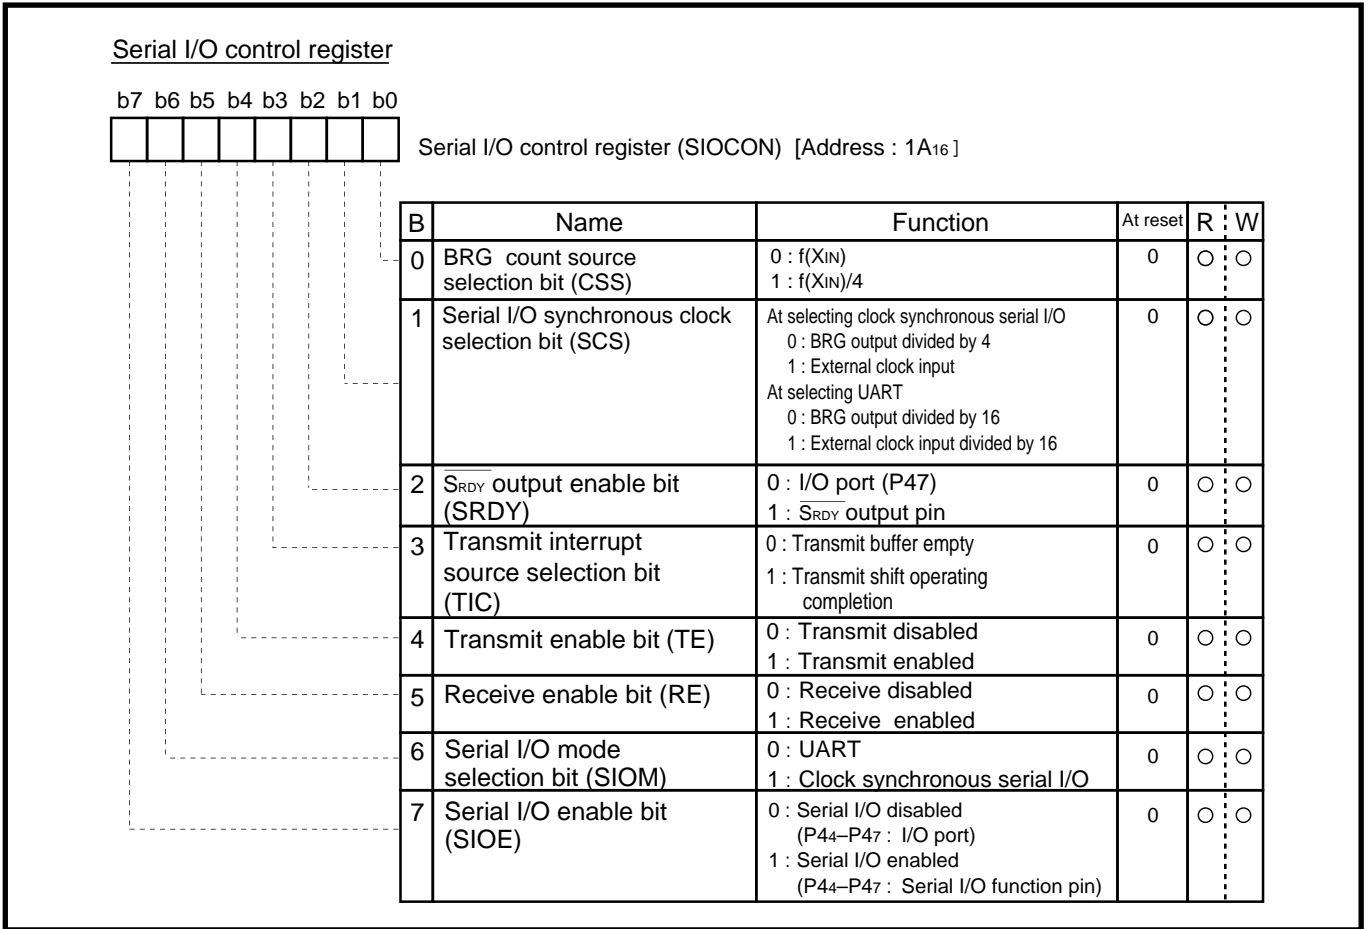 Serial I/O control register
b7 b6 b5 b4 b3 b2 b1 b0
Serial I/O control register (SIOCON) [Address : 1A16 ]
B Name Function At reset R W
0 BRG count source selection bit (CSS)
0 : f(XIN)
1 : f(XIN)/4
0 ○ ○
1 Serial I/O synchronous clock selection bit (SCS)
At selecting clock synchronous serial I/O
0 : BRG output divided by 4
1 : External clock input
At selecting UART
0 : BRG output divided by 16
1 : External clock input divided by 16
0 ○ ○
2 SRDY output enable bit (SRDY)
0 : I/O port (P47)
1 : SRDY output pin
0 ○ ○
3 Transmit interrupt source selection bit (TIC)
0 : Transmit buffer empty
1 : Transmit shift operating completion
0 ○ ○
4 Transmit enable bit (TE)
0 : Transmit disabled
1 : Transmit enabled
0 ○ ○
5 Receive enable bit (RE)
0 : Receive disabled
1 : Receive enabled
0 ○ ○
6 Serial I/O mode selection bit (SIOM)
0 : UART
1 : Clock synchronous serial I/O
0 ○ ○
7 Serial I/O enable bit (SIOE)
0 : Serial I/O disabled
(P44–P47 : I/O port)
1 : Serial I/O enabled
(P44–P47 : Serial I/O function pin)
0 ○ ○